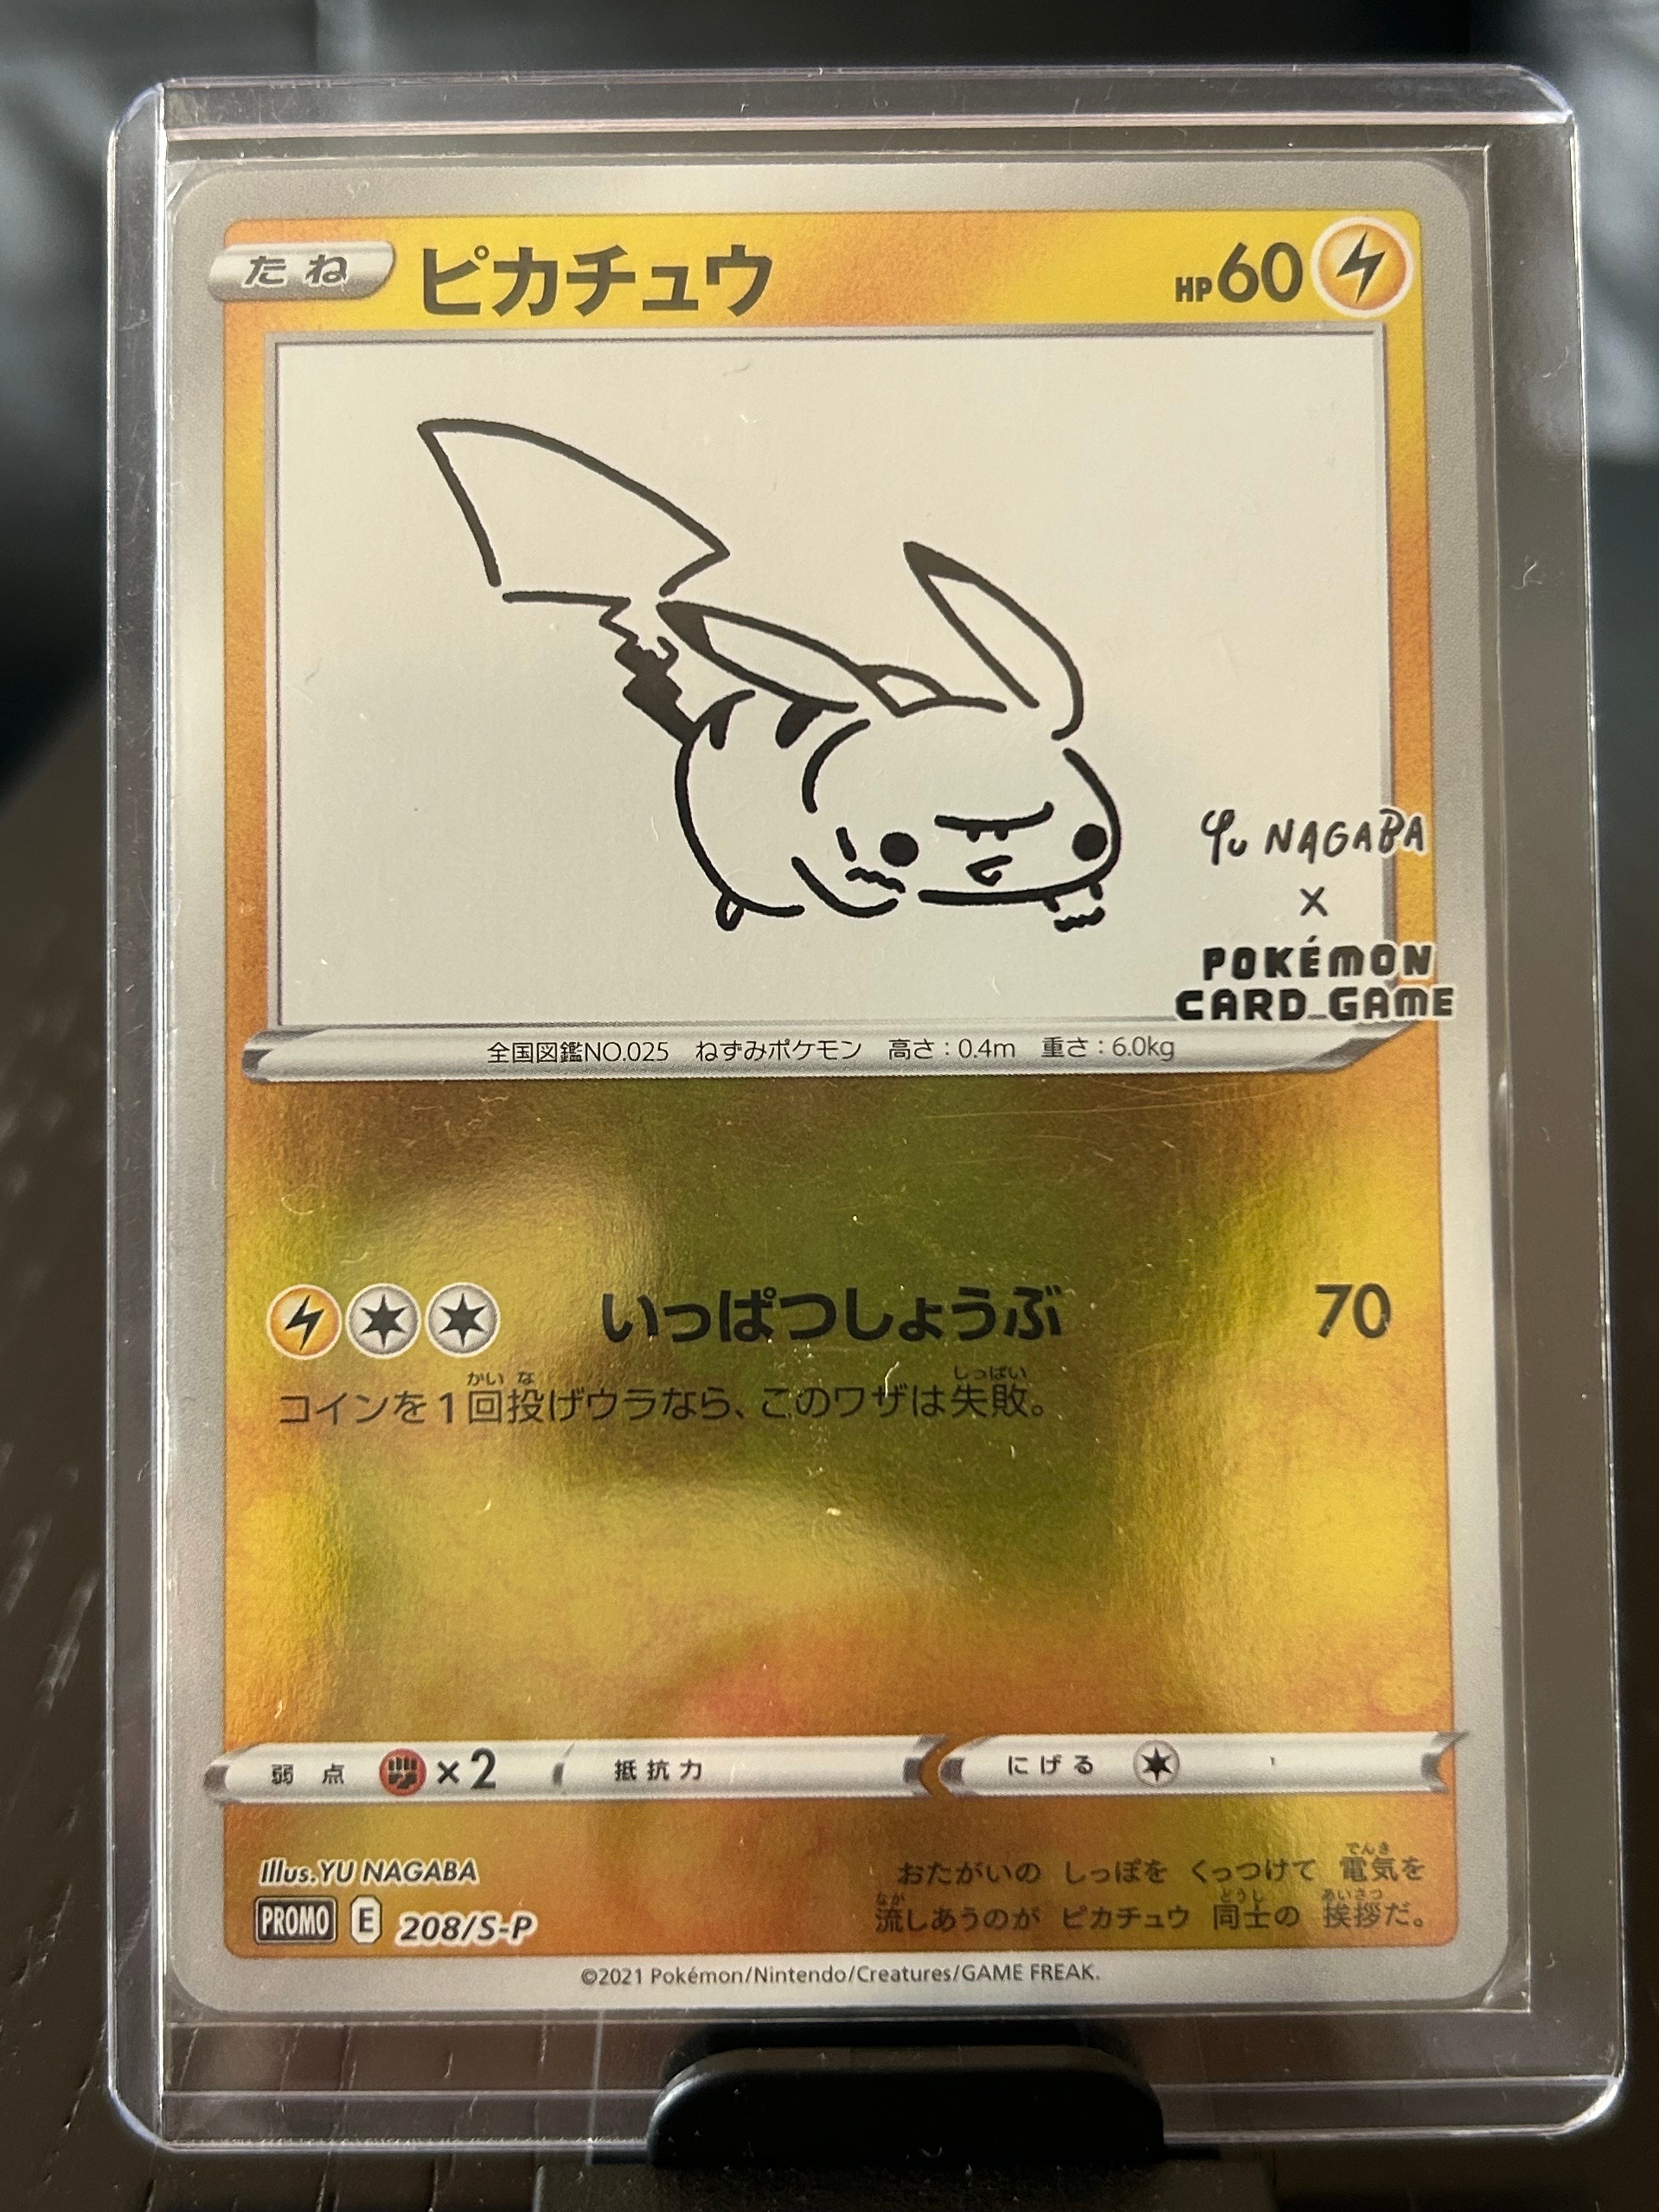 たね ピカチュウ HP60
Yu NAGABA
×
POKÉMON
CARD GAME
全国図鑑NO.025 ねずみポケモン 高さ:0.4m 重さ:6.0kg
いっぱつしょうぶ 70
かいな しっぱい
コインを1回投げウラなら、このワザは失敗。
弱点 ×2 抵抗力 にげる
Illus.YU NAGABA
でんき
おたがいの しっぽを くっつけて 電気を
なが どうし あいさつ
流しあうのが ピカチュウ 同士の 挨拶だ。
PROMO E 208/S-P
©2021 Pokémon/Nintendo/Creatures/GAME FREAK.